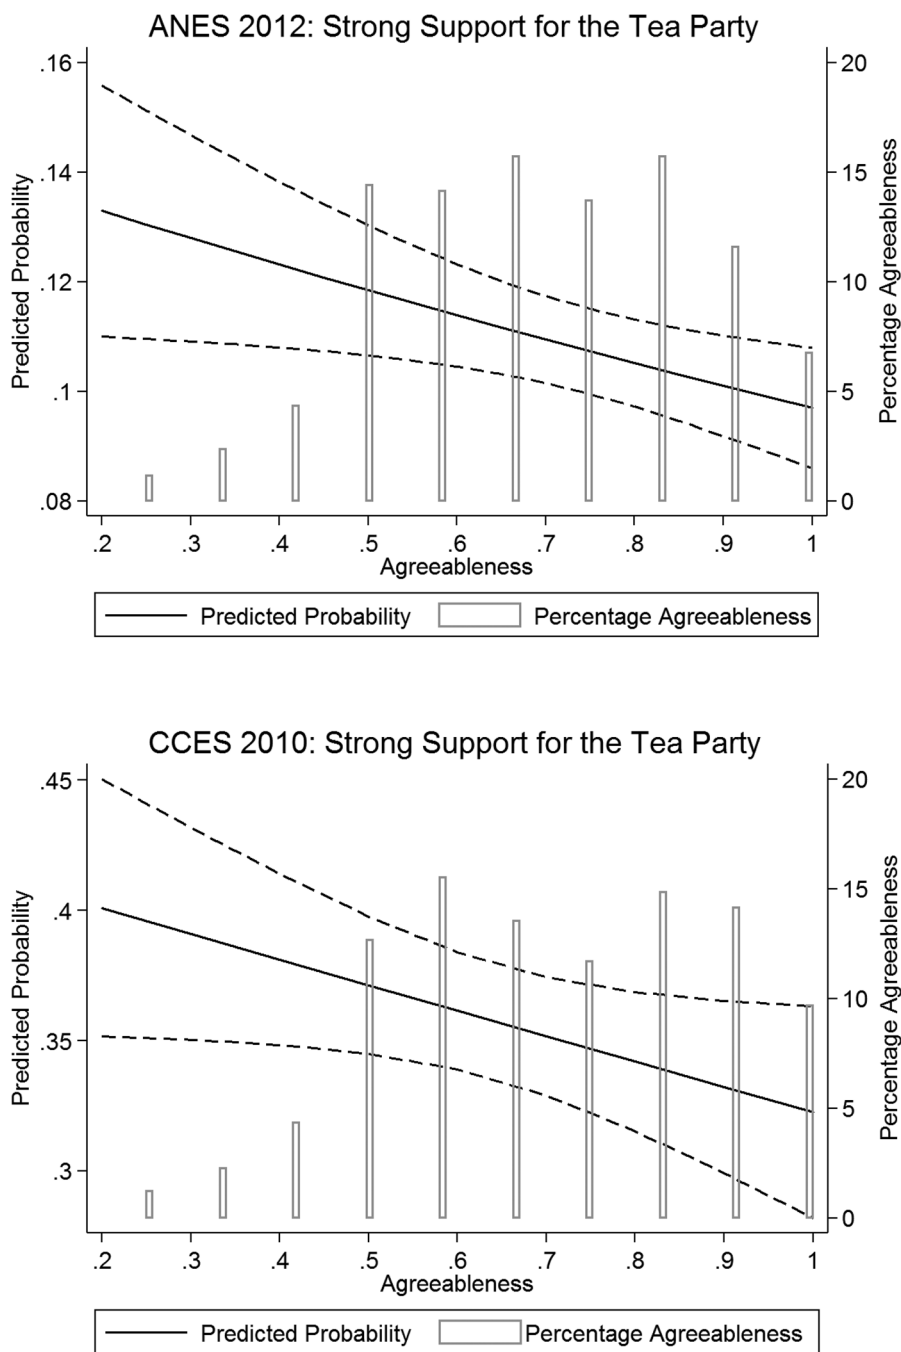 ANES 2012: Strong Support for the Tea Party
.16
.14
.12
.1
.08
Predicted Probability
20
15
10
5
0
Percentage Agreeableness
.2 .3 .4 .5 .6 .7 .8 .9 1
Agreeableness
Predicted Probability Percentage Agreeableness
CCES 2010: Strong Support for the Tea Party
.45
.4
.35
.3
Predicted Probability
20
15
10
5
0
Percentage Agreeableness
.2 .3 .4 .5 .6 .7 .8 .9 1
Agreeableness
Predicted Probability Percentage Agreeableness